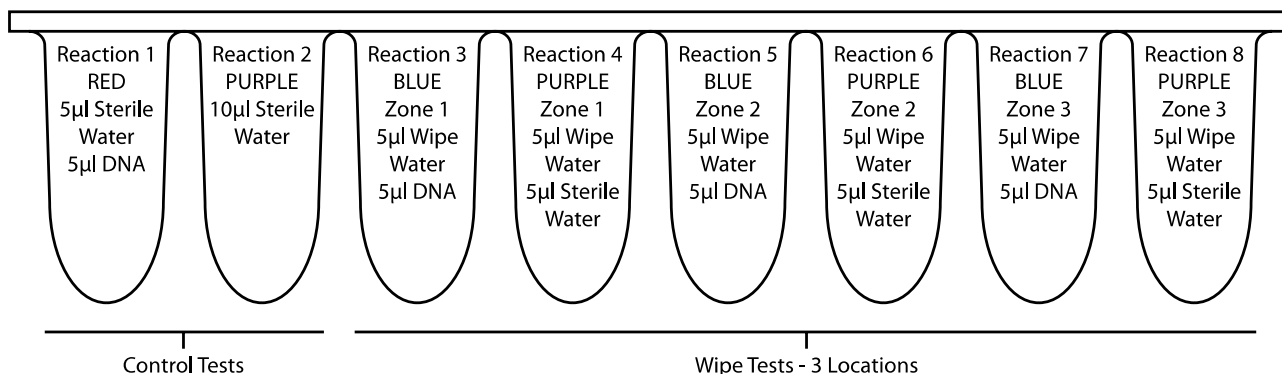 Reaction 1
RED
5µl Sterile
Water
5µl DNA
Reaction 2
PURPLE
10µl Sterile
Water
Reaction 3
BLUE
Zone 1
5µl Wipe
Water
5µl DNA
Reaction 4
PURPLE
Zone 1
5µl Wipe
Water
5µl Sterile
Water
Reaction 5
BLUE
Zone 2
5µl Wipe
Water
5µl DNA
Reaction 6
PURPLE
Zone 2
5µl Wipe
Water
5µl Sterile
Water
Reaction 7
BLUE
Zone 3
5µl Wipe
Water
5µl DNA
Reaction 8
PURPLE
Zone 3
5µl Wipe
Water
5µl Sterile
Water
Control Tests
Wipe Tests - 3 Locations